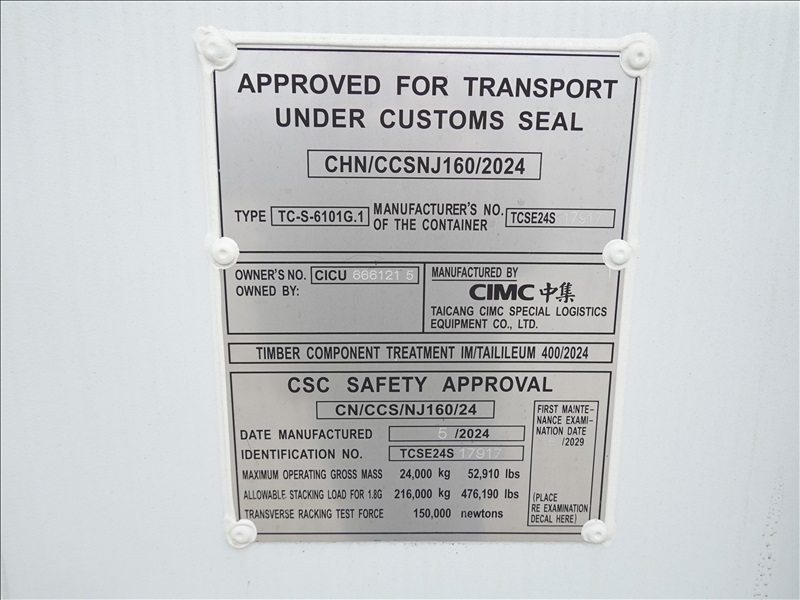 APPROVED FOR TRANSPORT
UNDER CUSTOMS SEAL
CHN/CCSNJ160/2024
TYPE TC-S-6101G.1 MANUFACTURER'S NO. OF THE CONTAINER TCSE24S 17917
OWNER'S NO. CICU 666121 5
OWNED BY:
MANUFACTURED BY
CIMC 中集
TAICANG CIMC SPECIAL LOGISTICS
EQUIPMENT CO., LTD.
TIMBER COMPONENT TREATMENT IM/TAILILEUM 400/2024
CSC SAFETY APPROVAL
CN/CCS/NJ160/24
DATE MANUFACTURED 5 /2024
IDENTIFICATION NO. TCSE24S 17917
MAXIMUM OPERATING GROSS MASS 24,000 kg 52,910 lbs
ALLOWABLE STACKING LOAD FOR 1.8G 216,000 kg 476,190 lbs
TRANSVERSE RACKING TEST FORCE 150,000 newtons
FIRST MAINTE-
NANCE EXAMI-
NATION DATE
/2029
(PLACE
RE EXAMINATION
DECAL HERE)